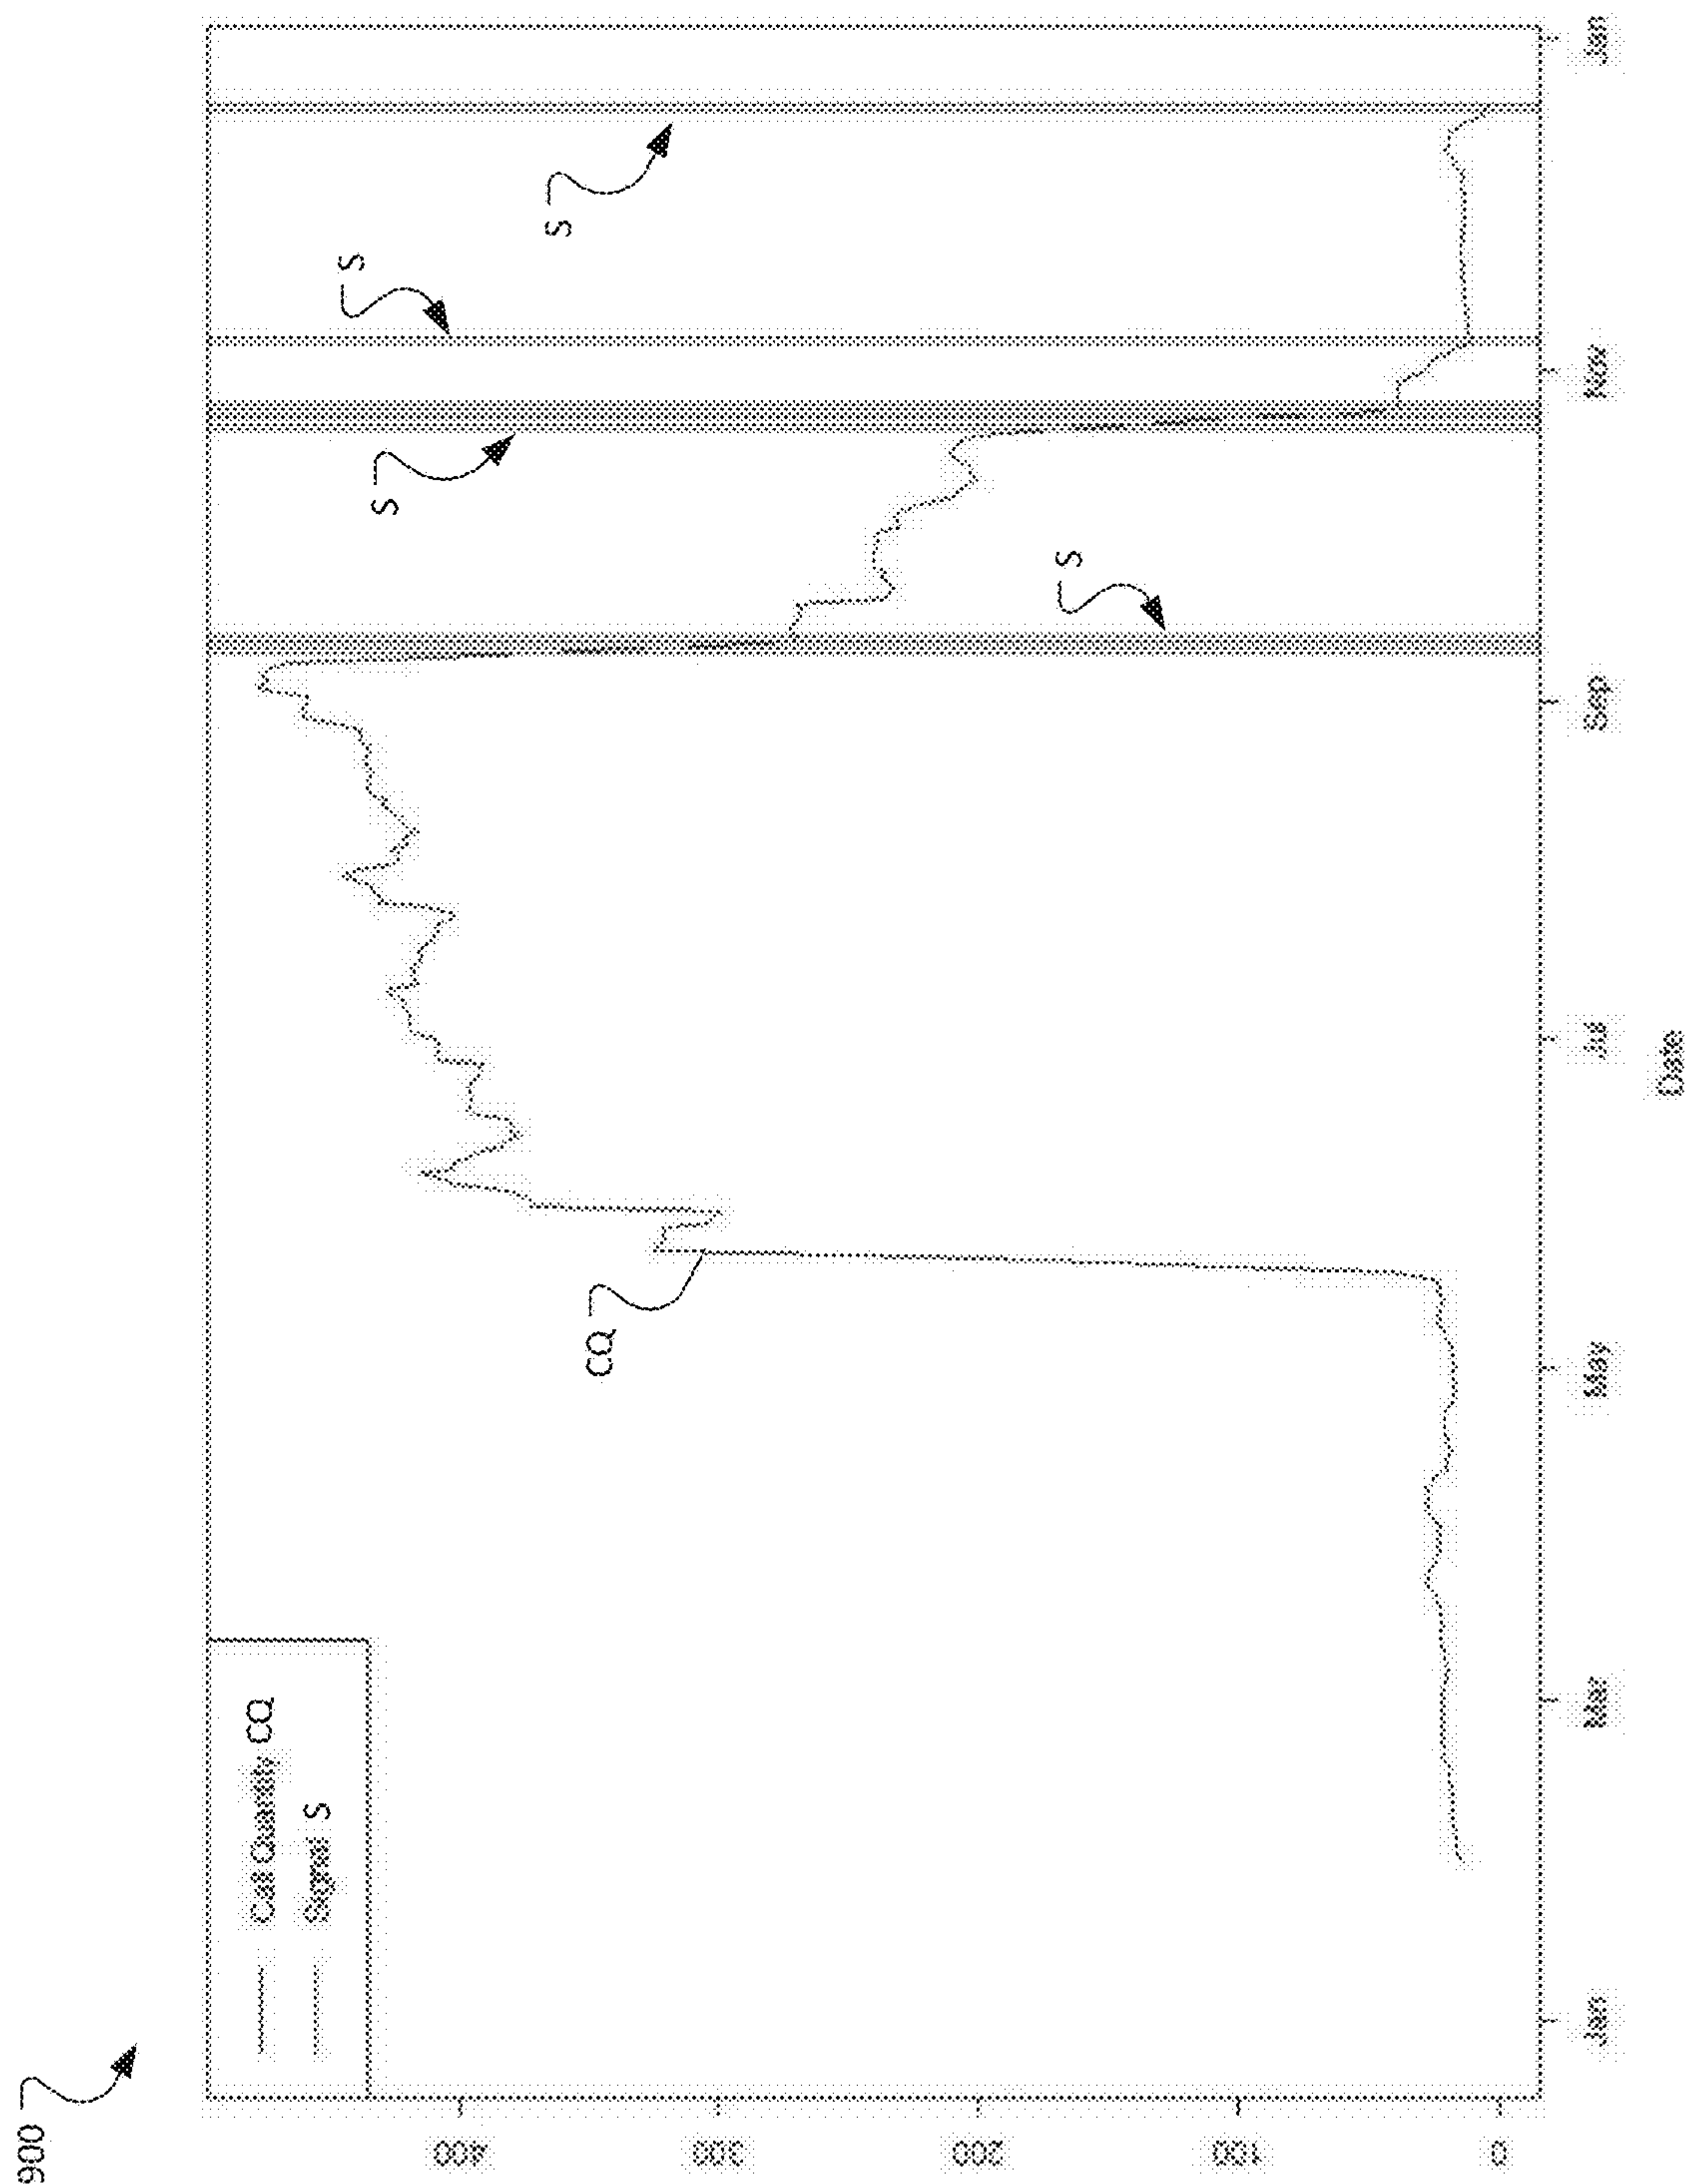 900
Call Quantity CQ
Signal S
400
300
200
100
0
CQ
S
S
S
S
Jan
Mar
May
Jul
Sep
Nov
Jan
Date